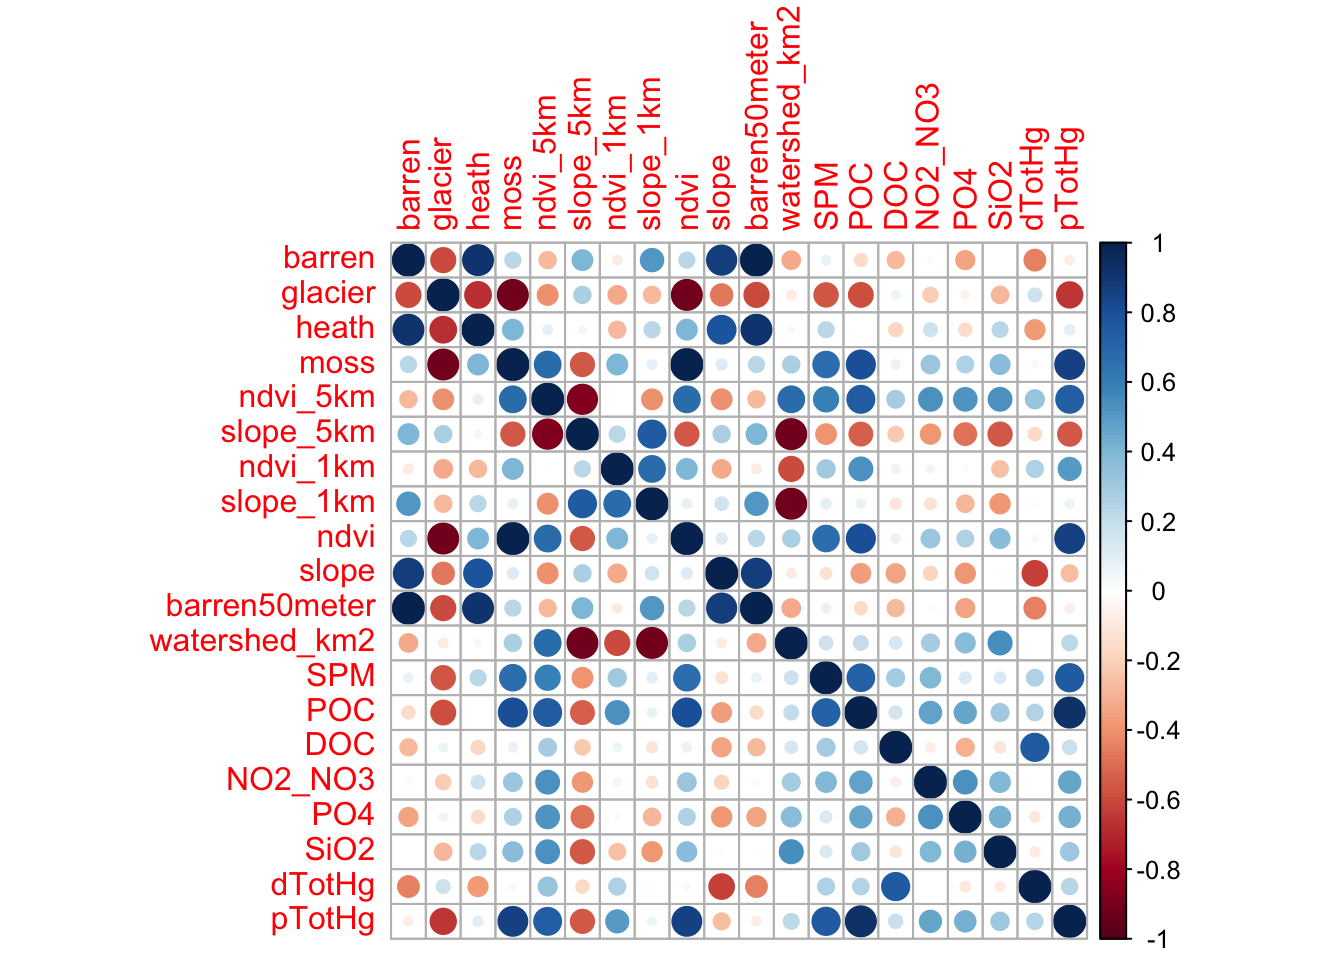 barren
glacier
heath
moss
ndvi_5km
slope_5km
ndvi_1km
slope_1km
ndvi
slope
barren50meter
watershed_km2
SPM
POC
DOC
NO2_NO3
PO4
SiO2
dTotHg
pTotHg
barren
glacier
heath
moss
ndvi_5km
slope_5km
ndvi_1km
slope_1km
ndvi
slope
barren50meter
watershed_km2
SPM
POC
DOC
NO2_NO3
PO4
SiO2
dTotHg
pTotHg
1
0.8
0.6
0.4
0.2
0
-0.2
-0.4
-0.6
-0.8
-1